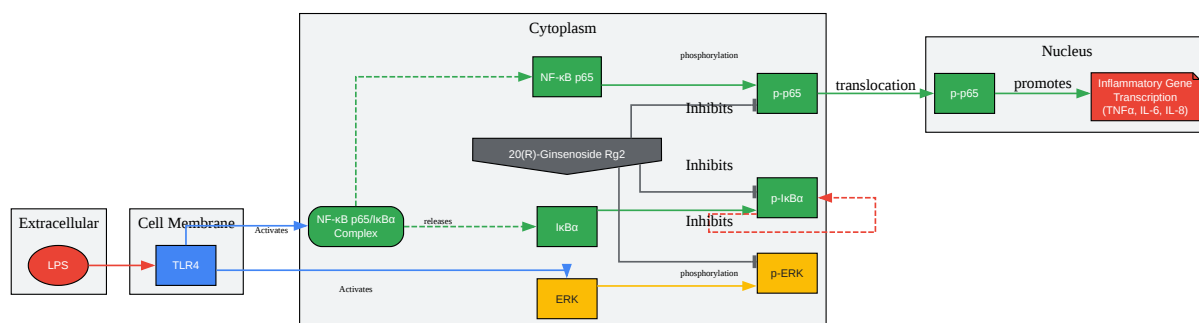 Cytoplasm
NF-κB p65
phosphorylation
p-p65
translocation
Nucleus
p-p65
promotes
Inflammatory Gene
Transcription
(TNFα, IL-6, IL-8)
Inhibits
20(R)-Ginsenoside Rg2
Inhibits
p-IκBα
Extracellular
LPS
Cell Membrane
TLR4
Activates
NF-κB p65/IκBα
Complex
releases
IκBα
Inhibits
phosphorylation
p-ERK
Activates
ERK